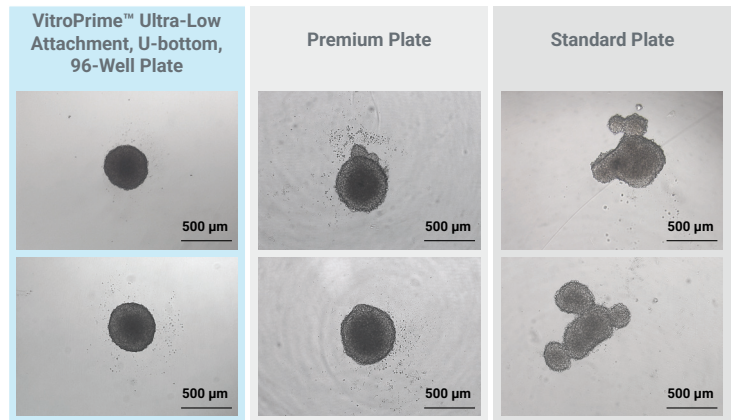 VitroPrime™ Ultra-Low
Attachment, U-bottom,
96-Well Plate
Premium Plate
Standard Plate
500 µm
500 µm
500 µm
500 µm
500 µm
500 µm